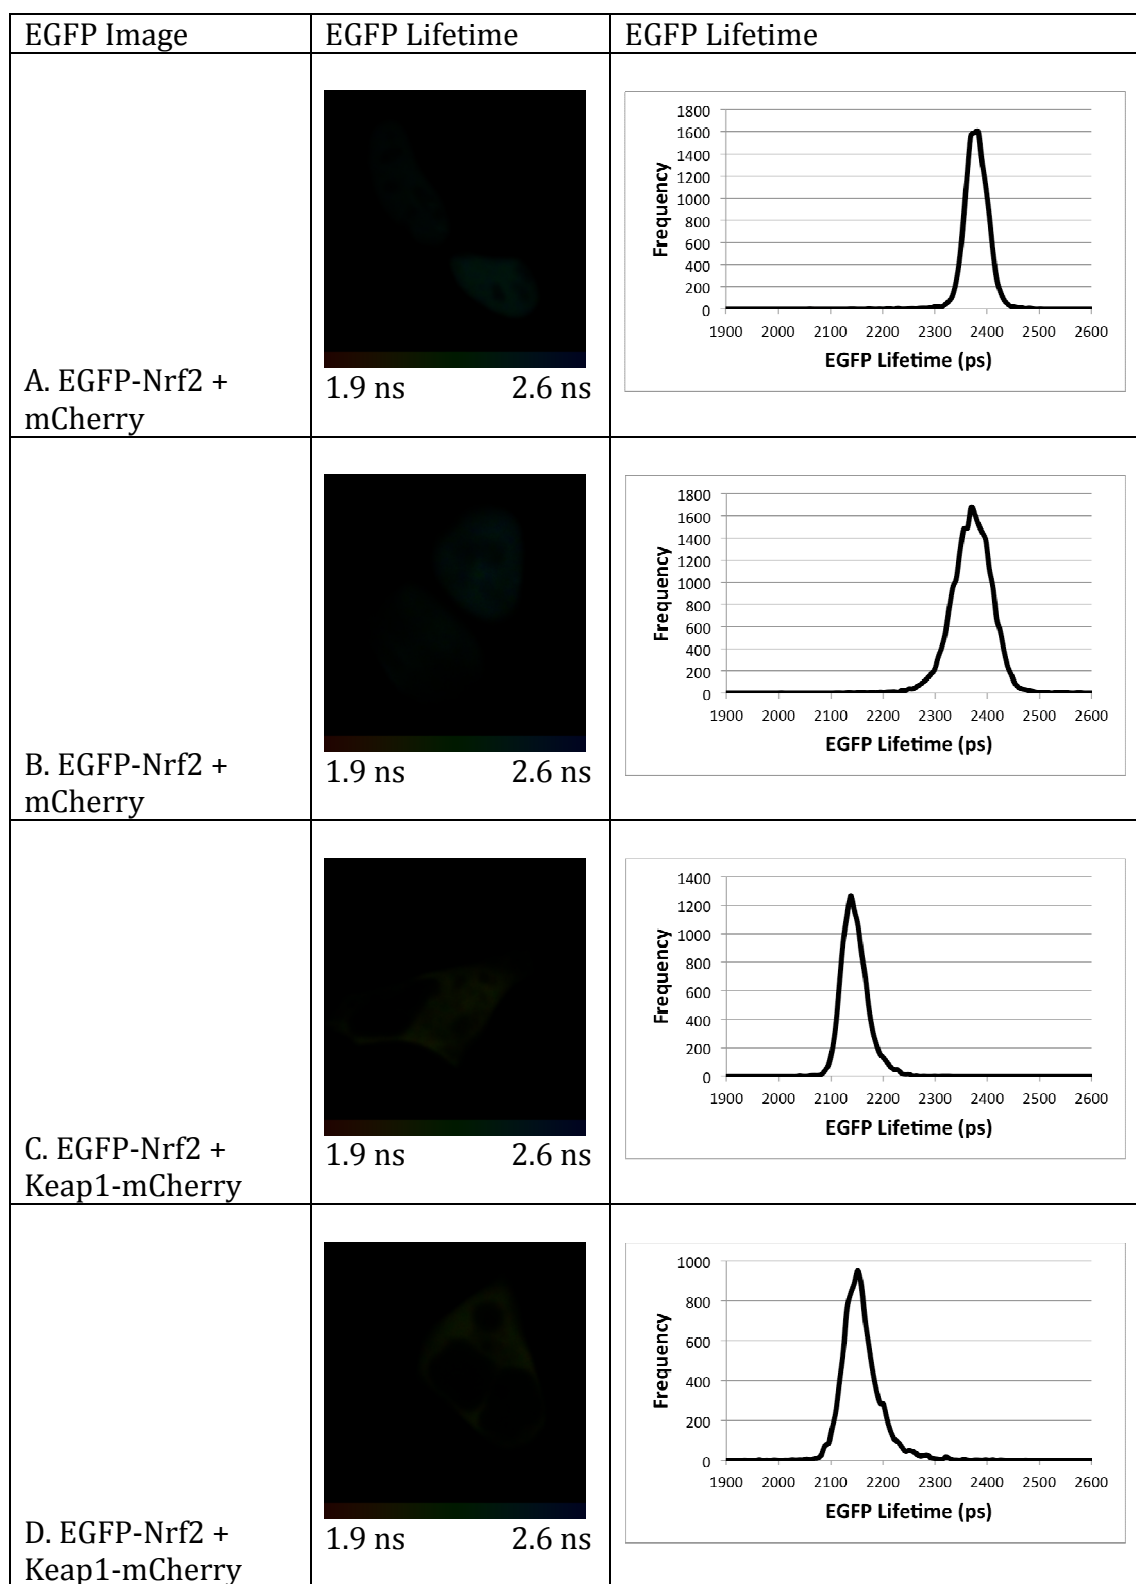 EGFP Image EGFP Lifetime EGFP Lifetime
A. EGFP-Nrf2 +
mCherry
1.9 ns 2.6 ns
1800
1600
1400
1200
1000
800
600
400
200
0
Frequency
1900 2000 2100 2200 2300 2400 2500 2600
EGFP Lifetime (ps)
B. EGFP-Nrf2 +
mCherry
1.9 ns 2.6 ns
1800
1600
1400
1200
1000
800
600
400
200
0
Frequency
1900 2000 2100 2200 2300 2400 2500 2600
EGFP Lifetime (ps)
C. EGFP-Nrf2 +
Keap1-mCherry
1.9 ns 2.6 ns
1400
1200
1000
800
600
400
200
0
Frequency
1900 2000 2100 2200 2300 2400 2500 2600
EGFP Lifetime (ps)
D. EGFP-Nrf2 +
Keap1-mCherry
1.9 ns 2.6 ns
1000
800
600
400
200
0
Frequency
1900 2000 2100 2200 2300 2400 2500 2600
EGFP Lifetime (ps)